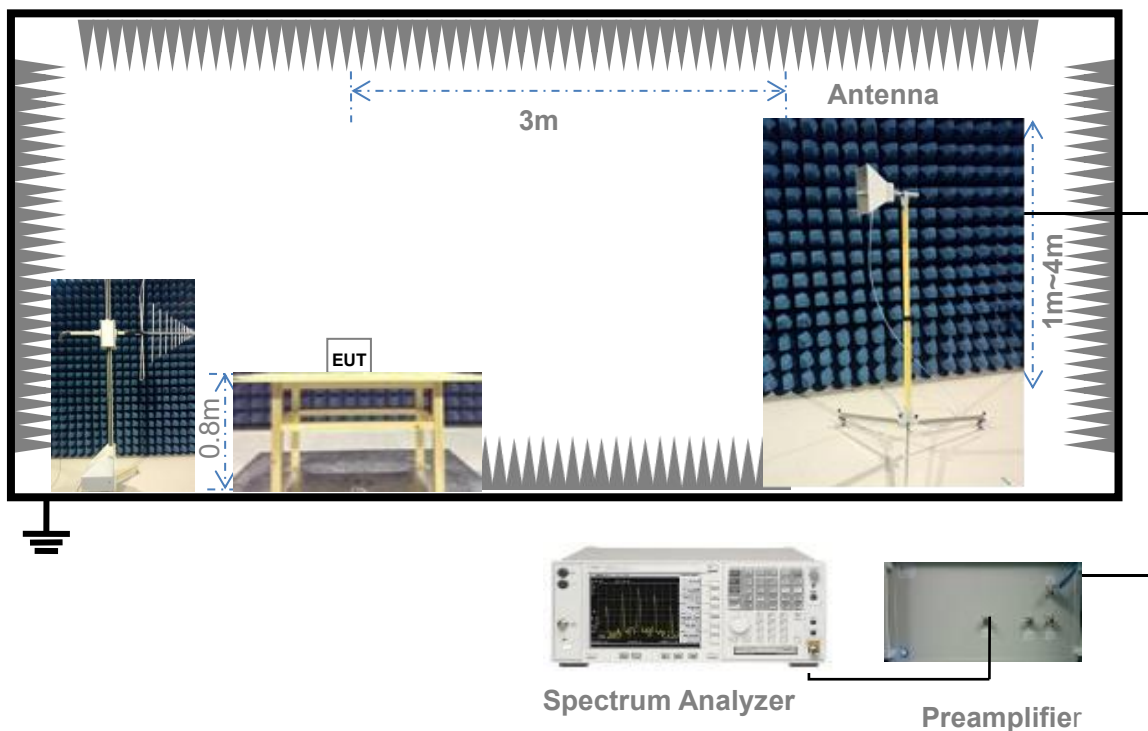 Antenna
3m
1m~4m
EUT
0.8m
Spectrum Analyzer
Preamplifier